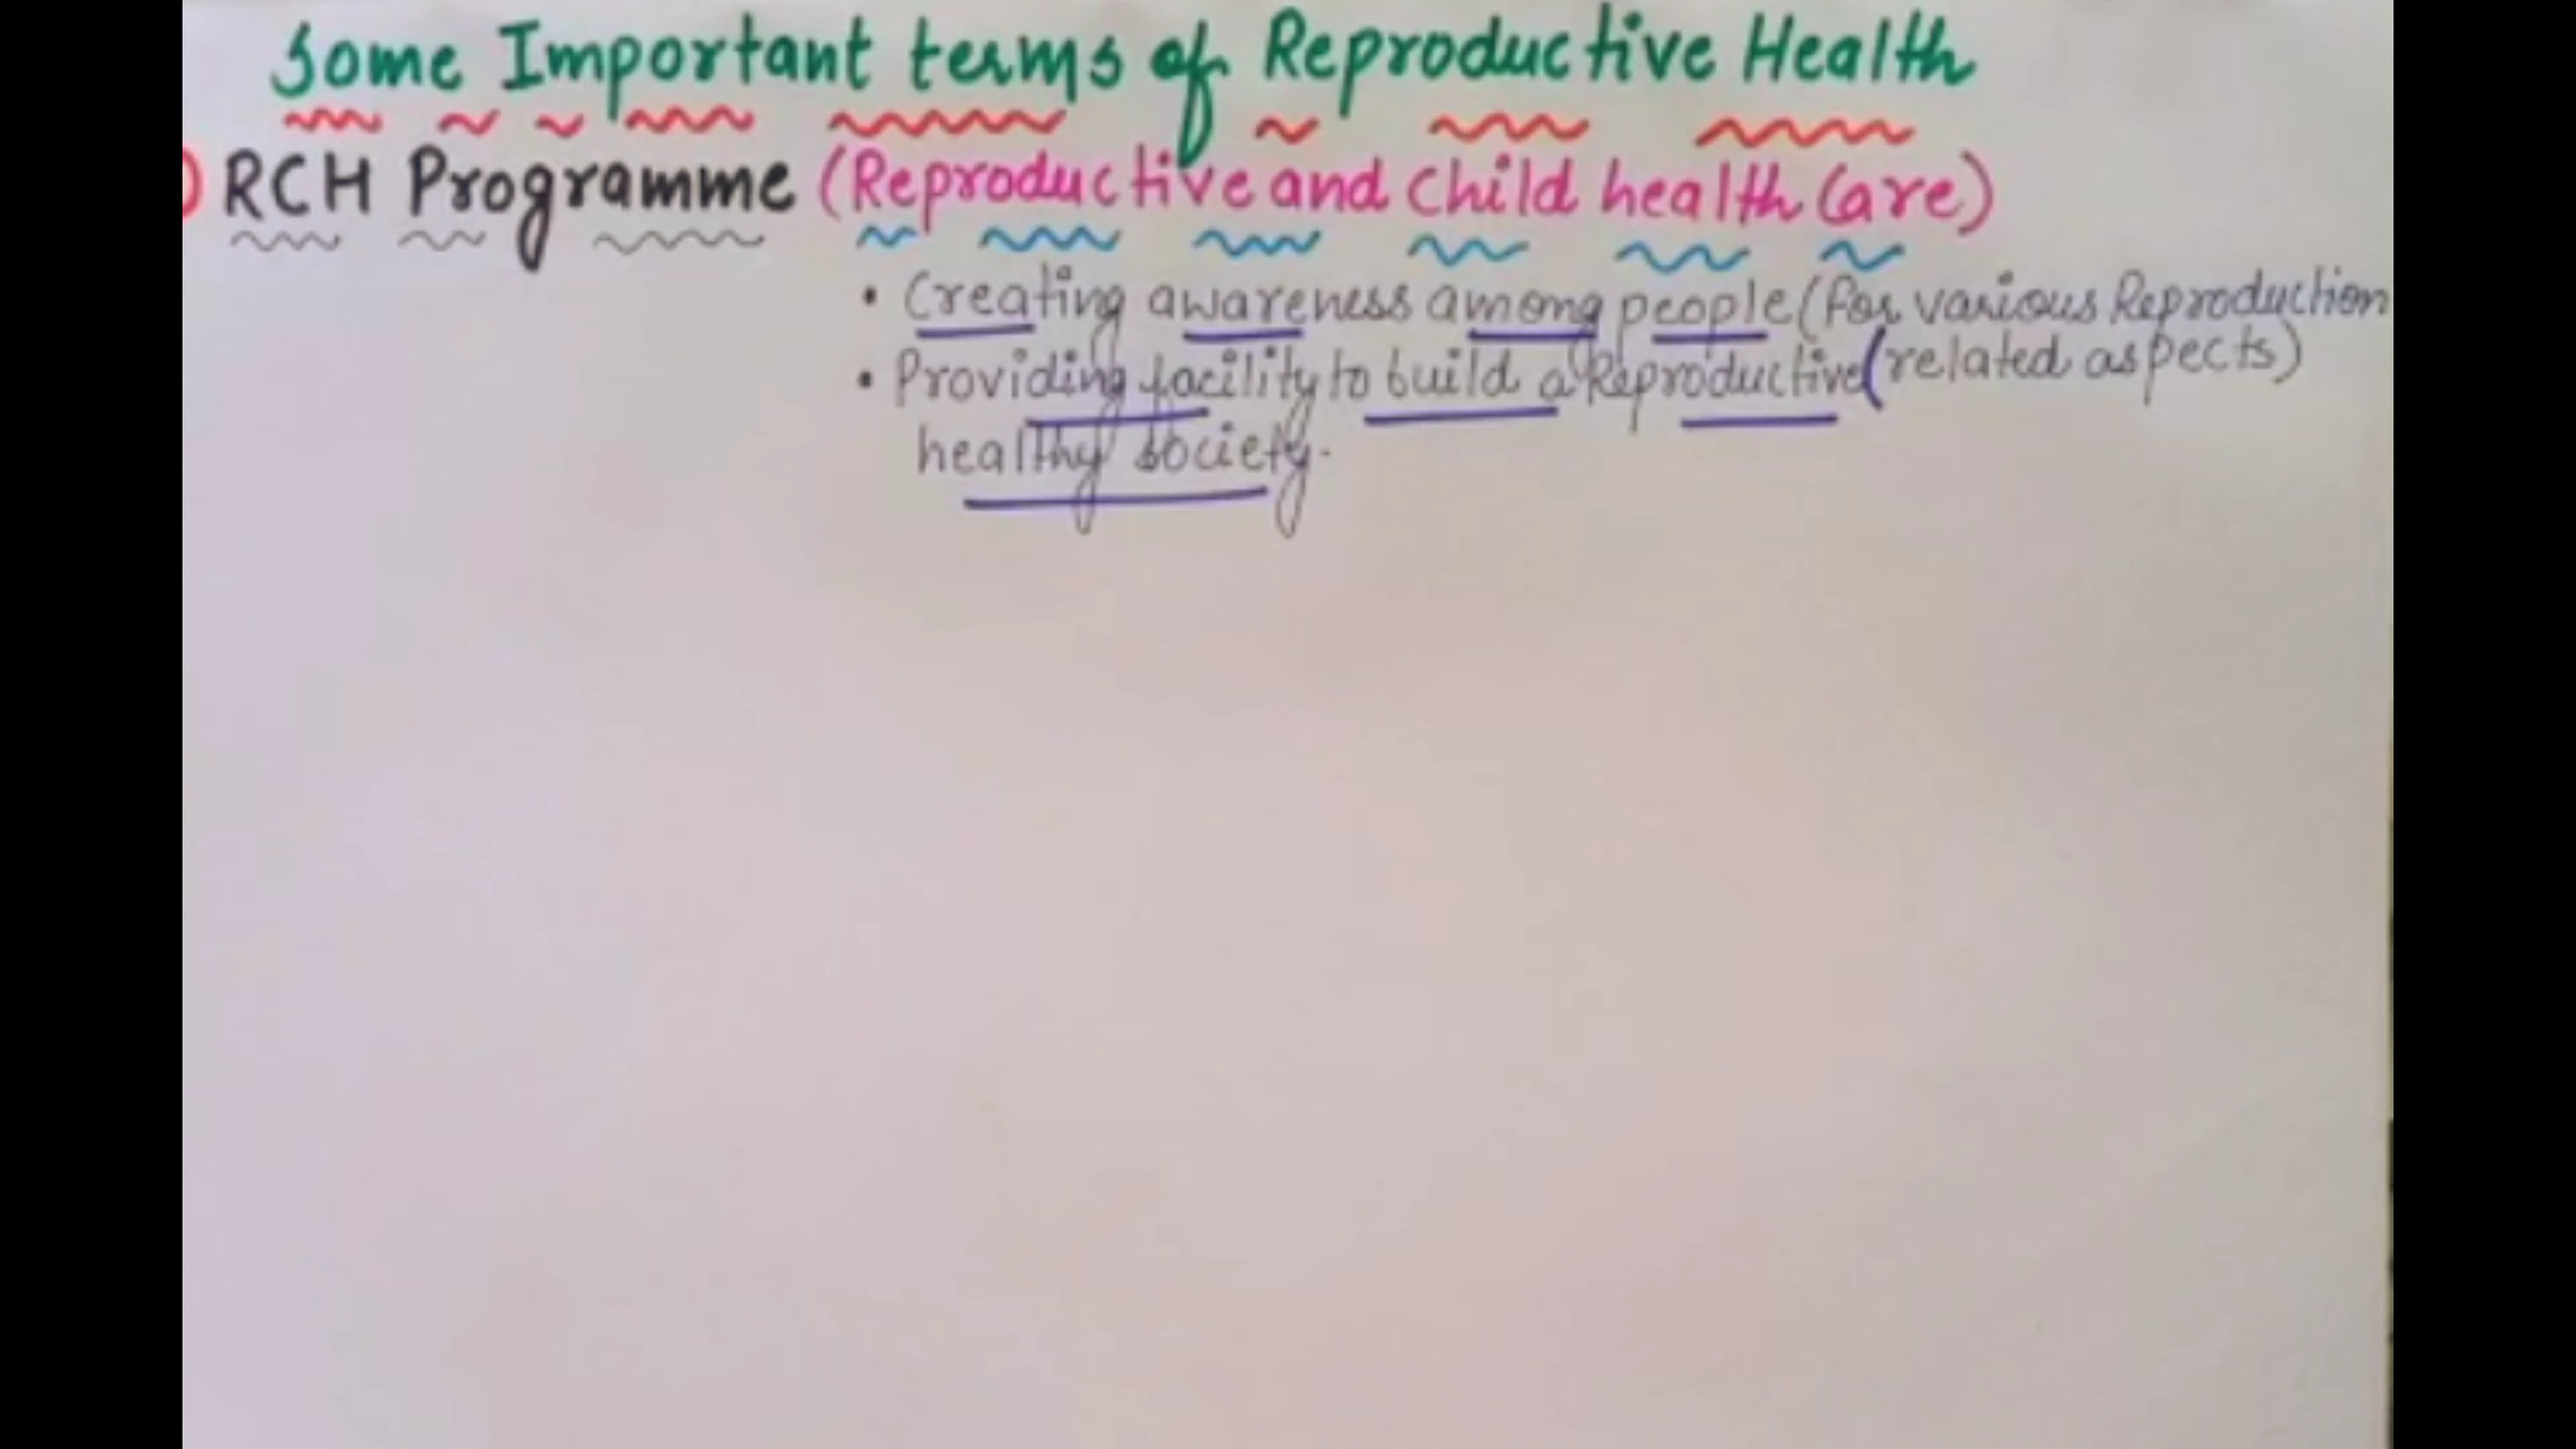 Some Important terms of Reproductive Health
) RCH Programme (Reproductive and Child health Care)
• Creating awareness among people (for various Reproduction
related aspects)
• Providing facility to build a Reproductive
healthy society.